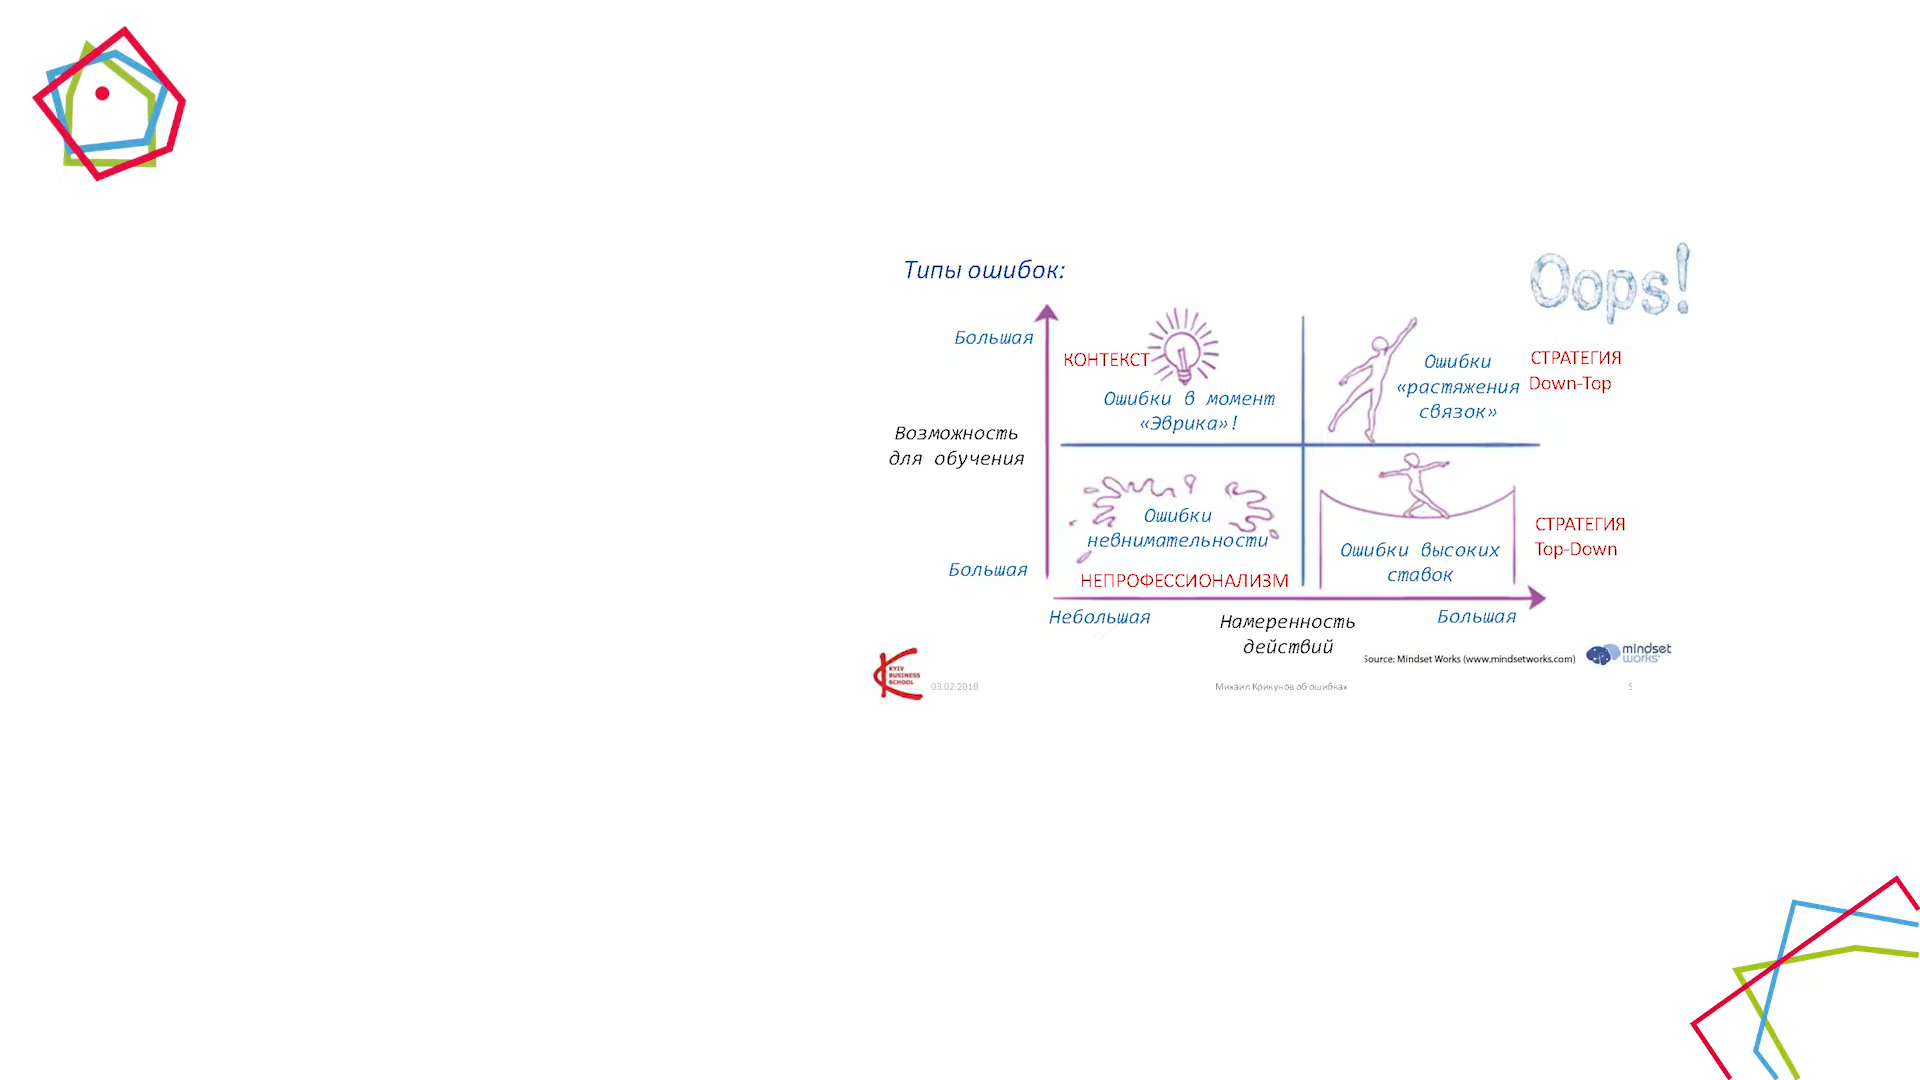 Типы ошибок:
Oops!
Большая
КОНТЕКСТ
Ошибки в момент
«Эврика»!
Ошибки
«растяжения
связок»
СТРАТЕГИЯ
Down-Top
Возможность
для обучения
Ошибки
невнимательности
НЕПРОФЕССИОНАЛИЗМ
Ошибки высоких
ставок
СТРАТЕГИЯ
Top-Down
Большая
Небольшая
Намеренность
действий
Большая
Source: Mindset Works (www.mindsetworks.com)
mindset
works
KYIV
BUSINESS
SCHOOL
03.02.2018
Михаил Крикунов об ошибках
5